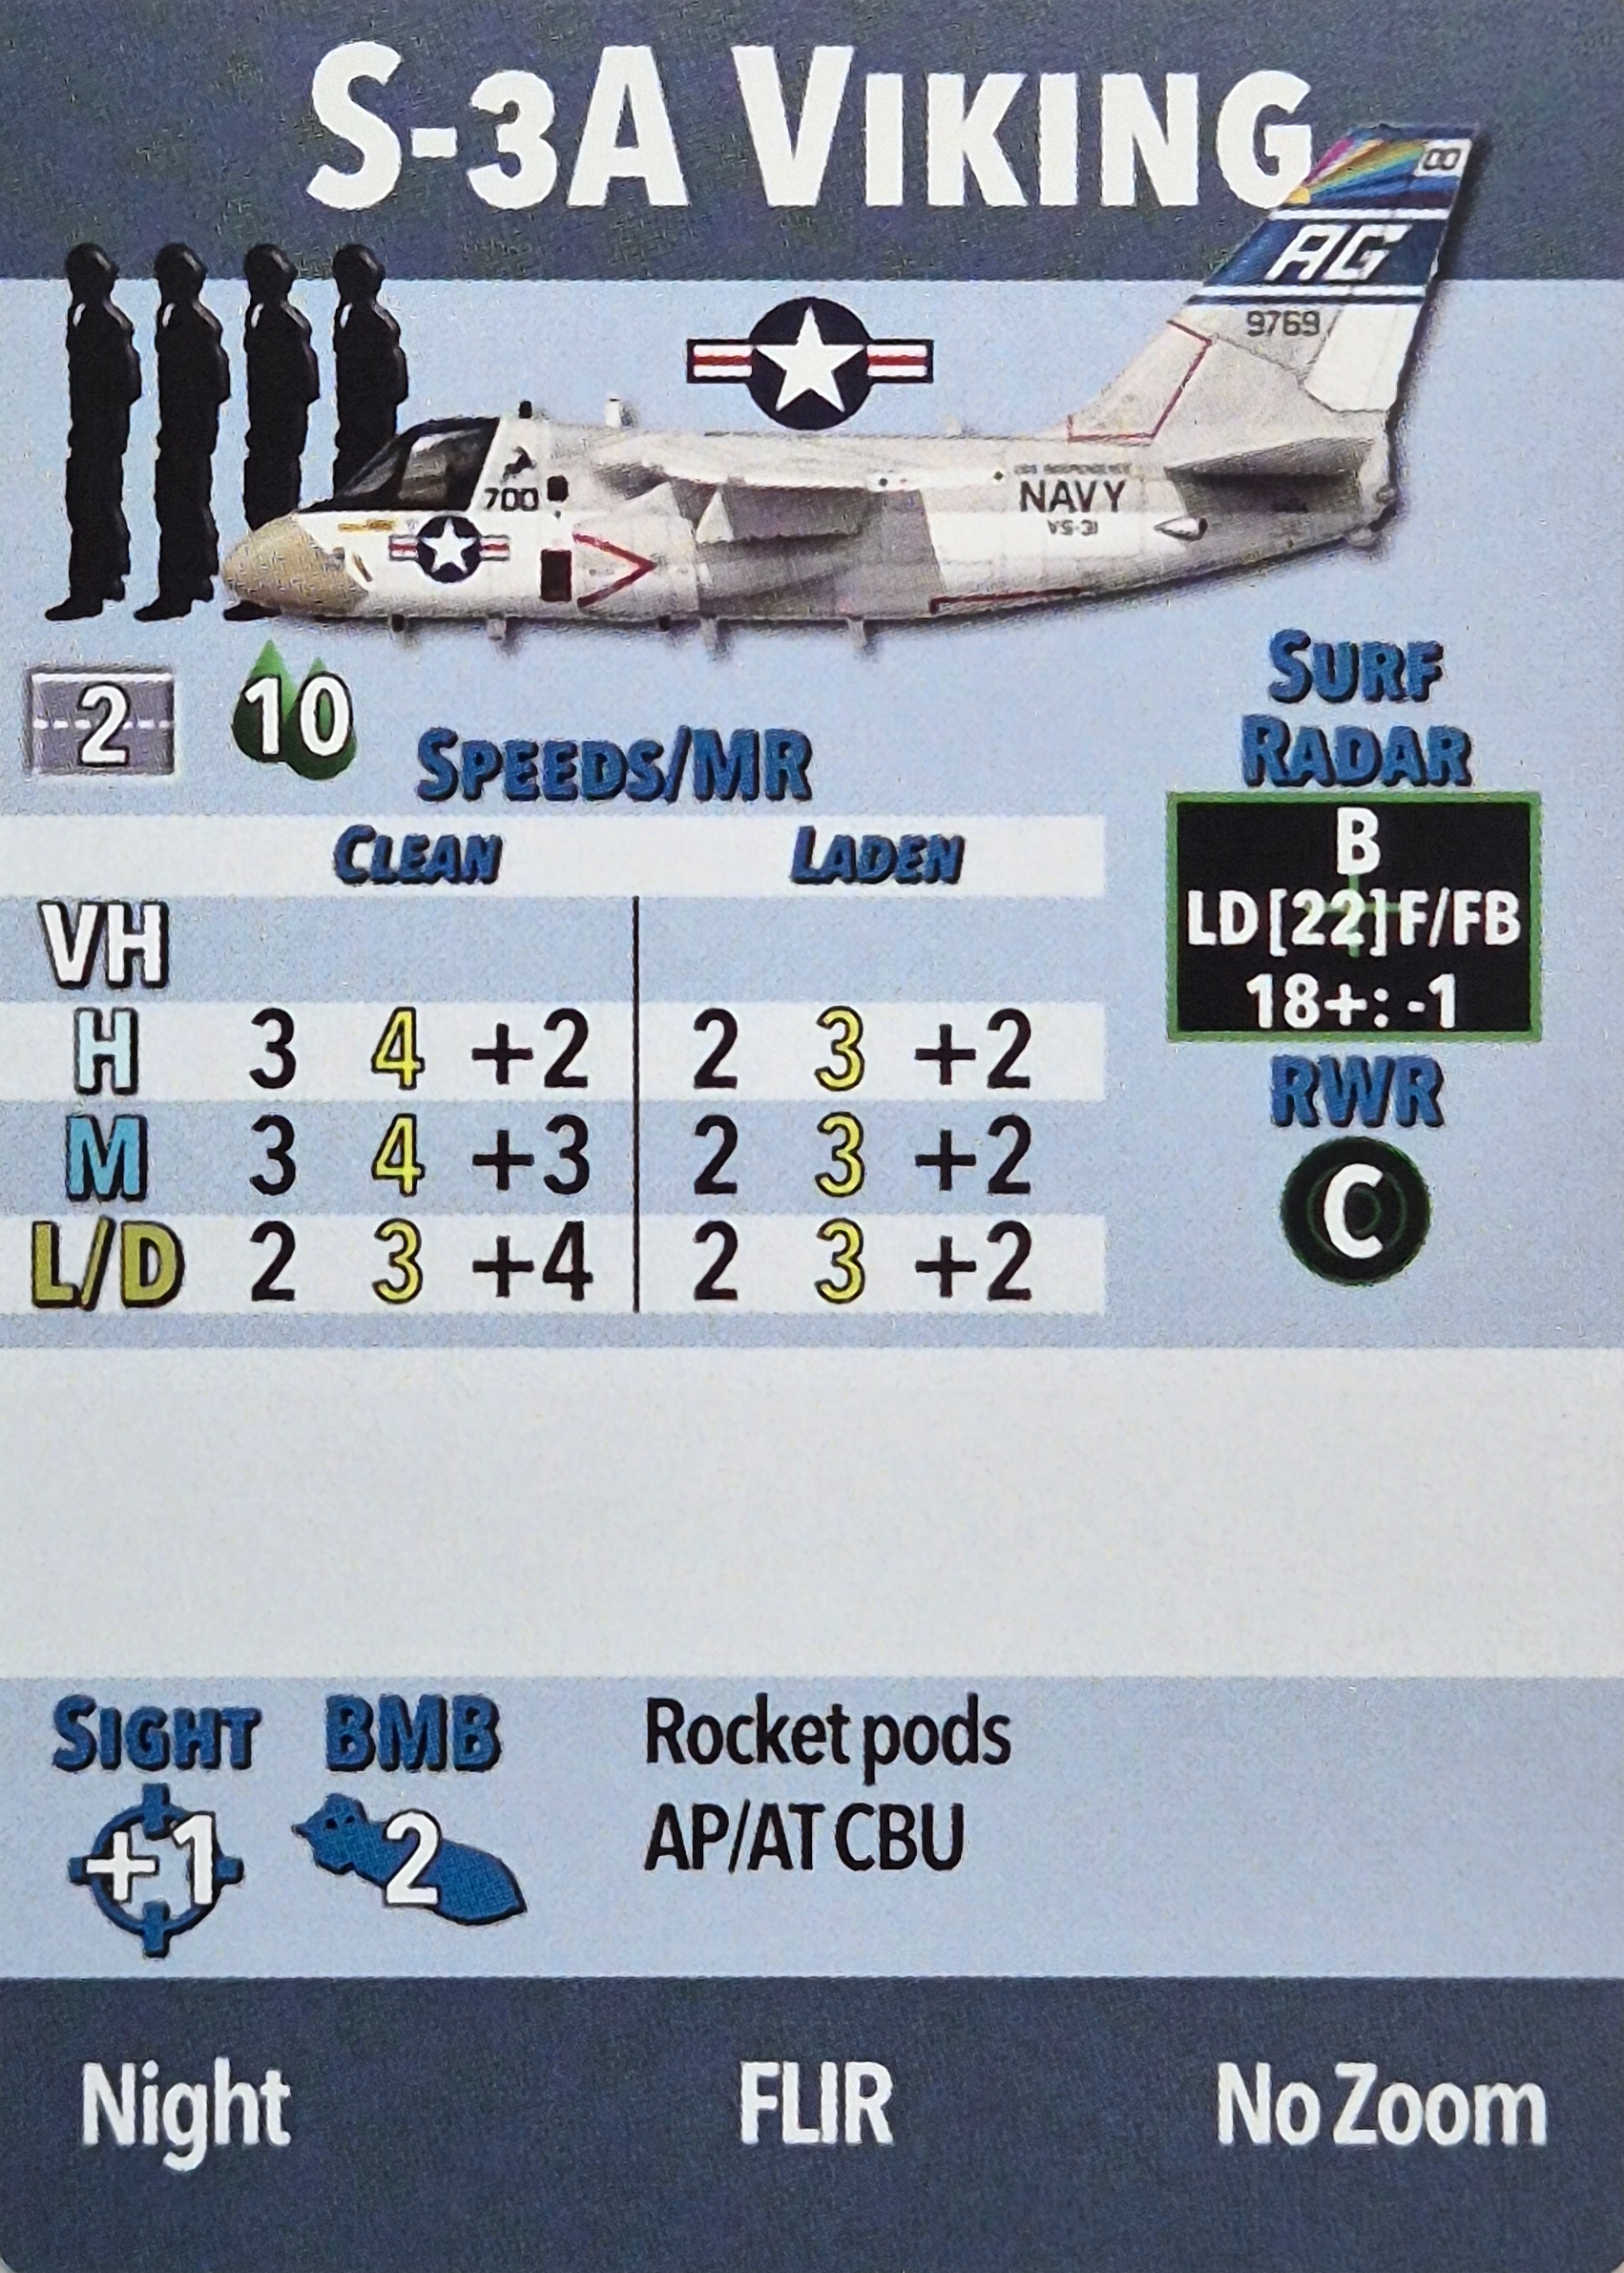 S-3A VIKING
00
AG
9769
700
NAVY
2
10
SPEEDS/MR
SURF
RADAR
CLEAN LADEN
B
LD[22]F/FB
18+: -1
VH
H 3 4 +2 2 3 +2
M 3 4 +3 2 3 +2
L/D 2 3 +4 2 3 +2
RWR
C
SIGHT BMB
+1 2
Rocket pods
AP/AT CBU
Night FLIR No Zoom